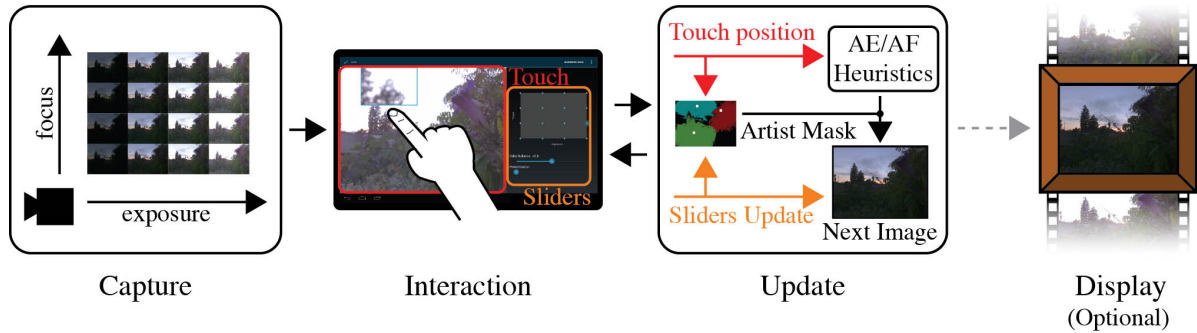 focus
exposure
Capture
Touch
Sliders
Interaction
Touch position
AE/AF
Heuristics
Artist Mask
Sliders Update
Next Image
Update
Display
(Optional)